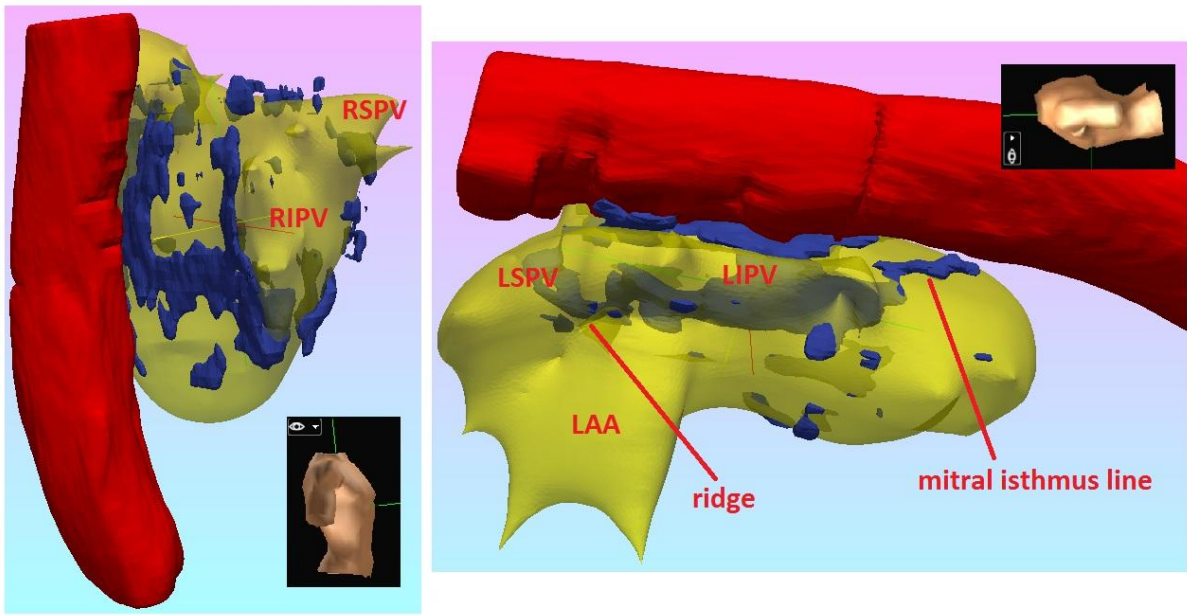 RSPV
RIPV
LSPV
LIPV
LAA
ridge
mitral isthmus line